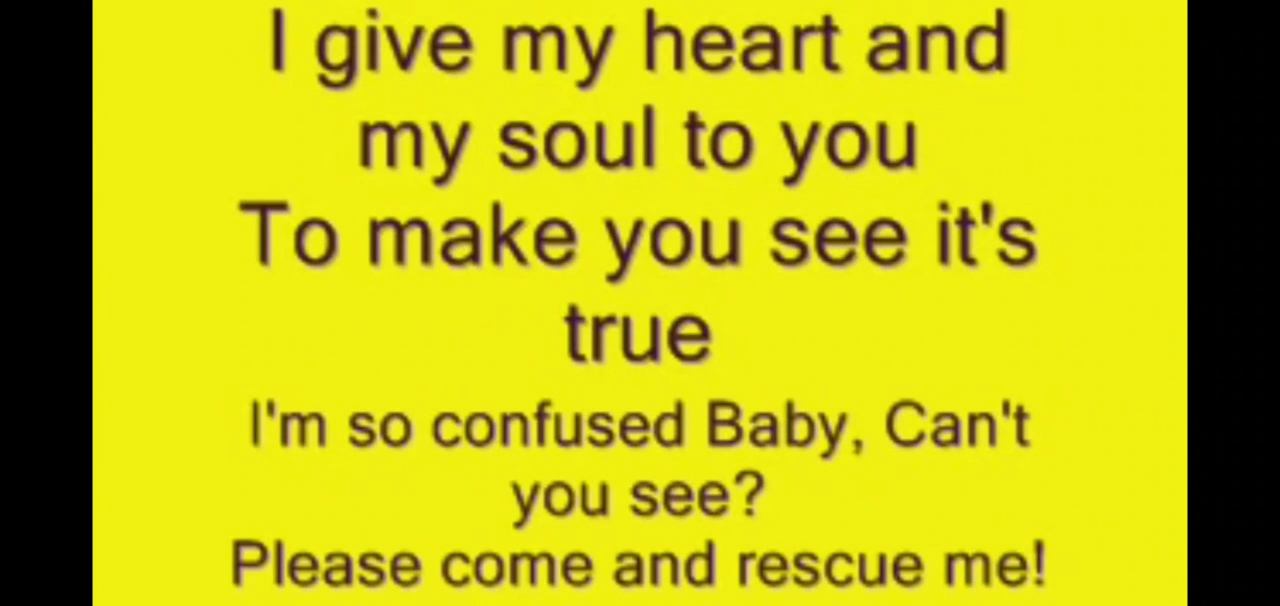 I give my heart and
my soul to you
To make you see it's
true
I'm so confused Baby, Can't
you see?
Please come and rescue me!